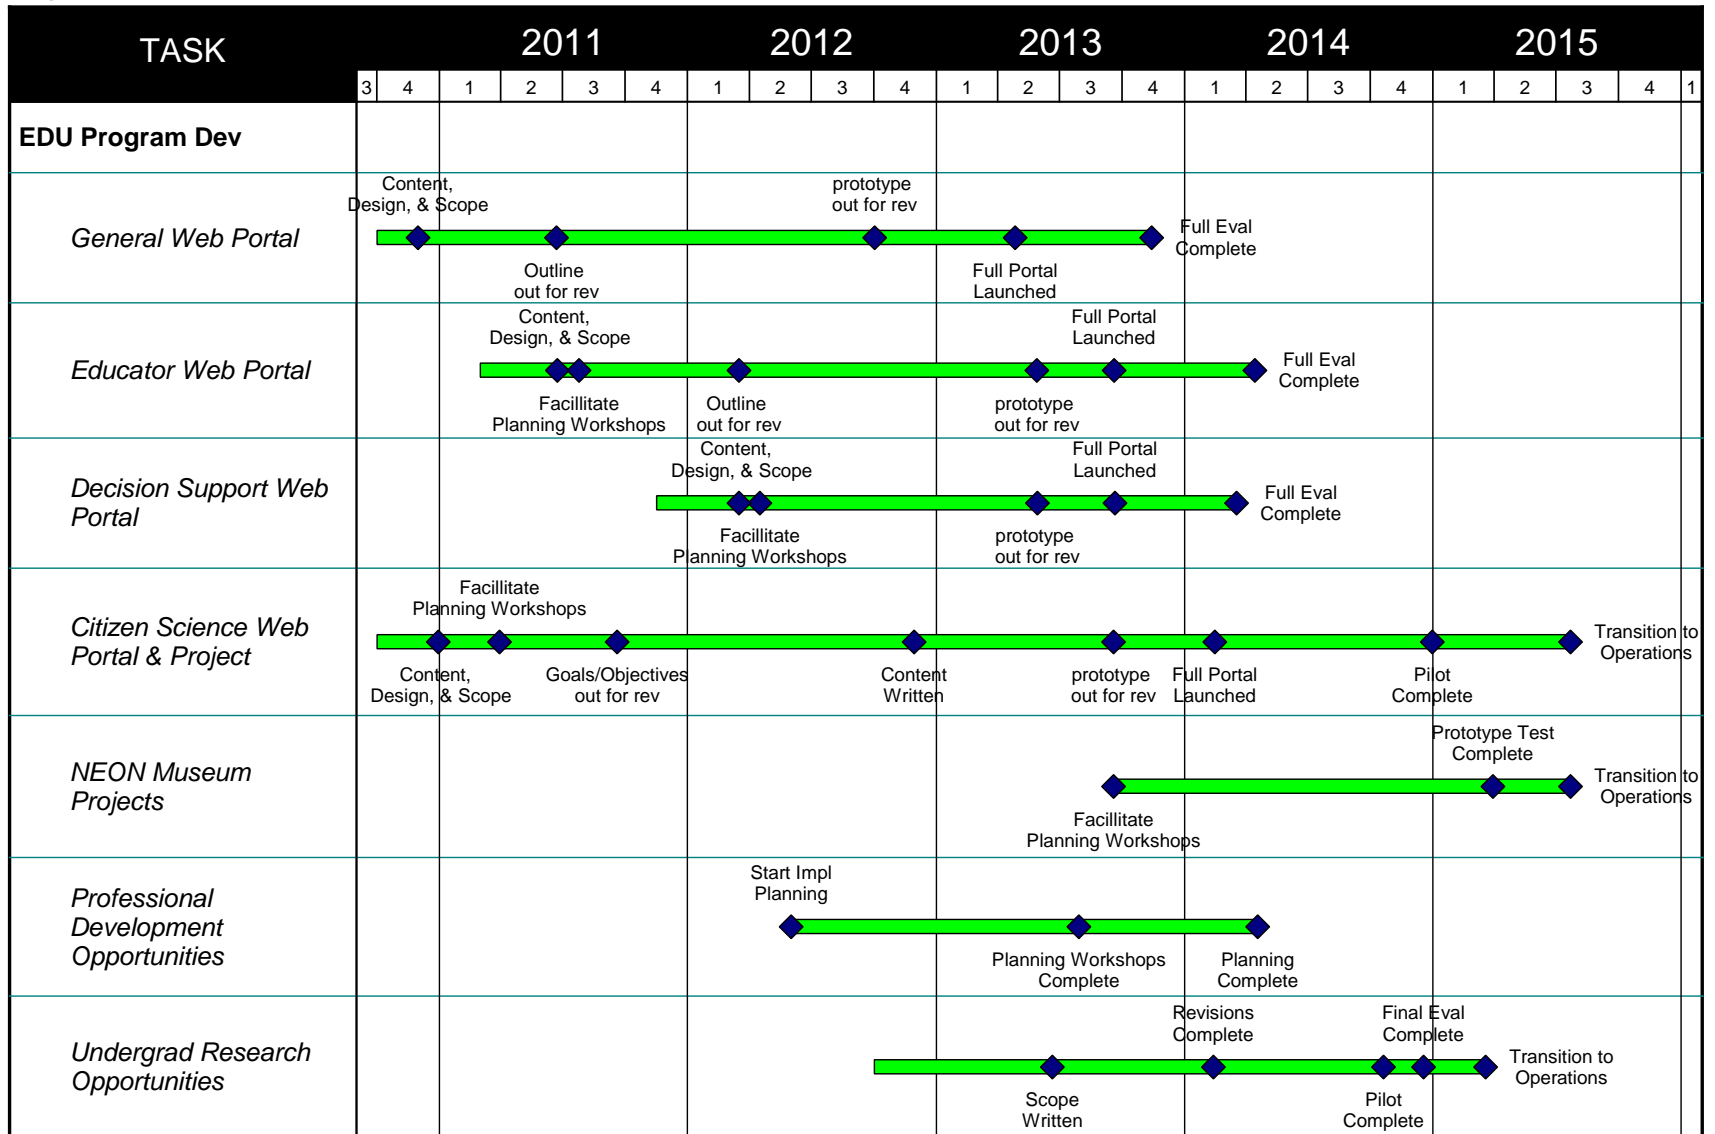 TASK 2011 2012 2013 2014 2015
3 4 1 2 3 4 1 2 3 4 1 2 3 4 1 2 3 4 1 2 3 4 1
EDU Program Dev
General Web Portal
Content,
Design, & Scope
prototype
out for rev
Full Eval
Complete
Outline
out for rev
Full Portal
Launched
Educator Web Portal
Content,
Design, & Scope
Full Portal
Launched
Full Eval
Complete
Facillitate
Planning Workshops
Outline
out for rev
prototype
out for rev
Decision Support Web
Portal
Content,
Design, & Scope
Full Portal
Launched
Full Eval
Complete
Facillitate
Planning Workshops
prototype
out for rev
Citizen Science Web
Portal & Project
Facillitate
Planning Workshops
Transition to
Operations
Content,
Design, & Scope
Goals/Objectives
out for rev
Content
Written
prototype
out for rev
Full Portal
Launched
Pilot
Complete
NEON Museum
Projects
Prototype Test
Complete
Transition to
Operations
Facillitate
Planning Workshops
Professional
Development
Opportunities
Start Impl
Planning
Planning Workshops
Complete
Planning
Complete
Undergrad Research
Opportunities
Revisions
Complete
Final Eval
Complete
Transition to
Operations
Scope
Written
Pilot
Complete